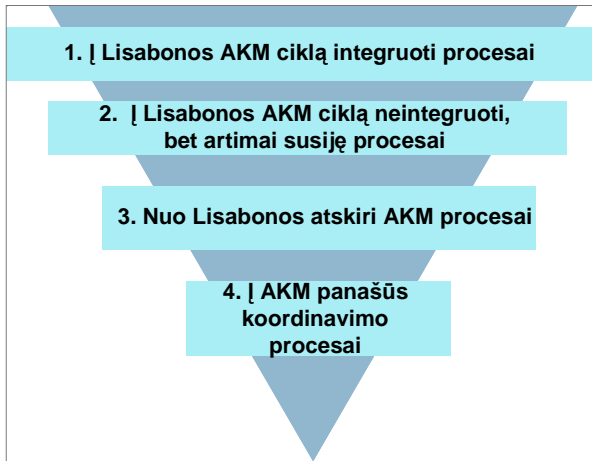 1. Į Lisabonos AKM ciklą integruoti procesai
2. Į Lisabonos AKM ciklą neintegruoti,
bet artimai susiję procesai
3. Nuo Lisabonos atskiri AKM procesai
4. Į AKM panašūs
koordinavimo
procesai